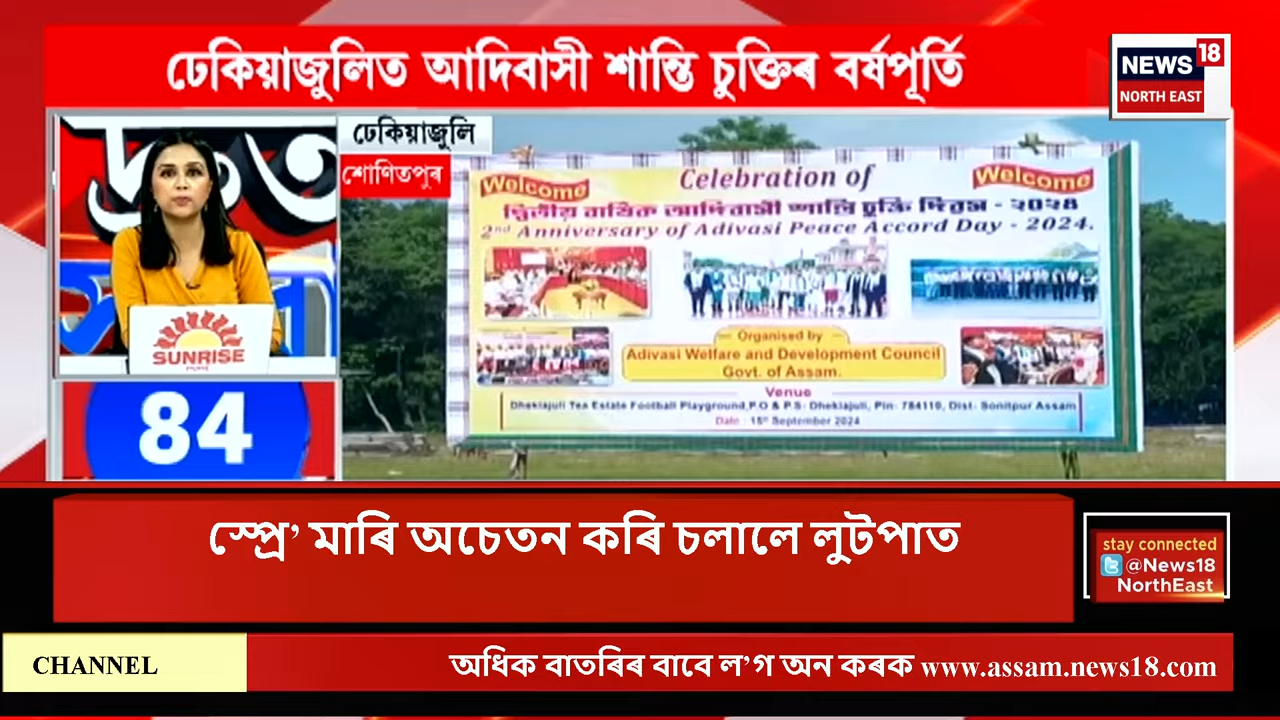 ঢেকিয়াজুলিত আদিবাসী শান্তি চুক্তিৰ বৰ্ষপূৰ্তি
NEWS 18
NORTH EAST
ঢেকিয়াজুলি
শোণিতপুৰ
Welcome
Celebration of
Welcome
দ্বিতীয় বাৰ্ষিক আদিবাসী শান্তি চুক্তি দিৱস - ২০২৪
2nd Anniversary of Adivasi Peace Accord Day - 2024.
Organised by
Adivasi Welfare and Development Council
Govt. of Assam.
Venue
Dhekiajuli Tea Estate Football Playground,P.O & P.S- Dhekiajuli, Pin- 784110, Dist- Sonitpur Assam
Date : 15th September 2024
SUNRISE
84
স্প্ৰে’ মাৰি অচেতন কৰি চলালে লুটপাত
stay connected
@News18
NorthEast
CHANNEL
অধিক বাতৰিৰ বাবে ল’গ অন কৰক www.assam.news18.com